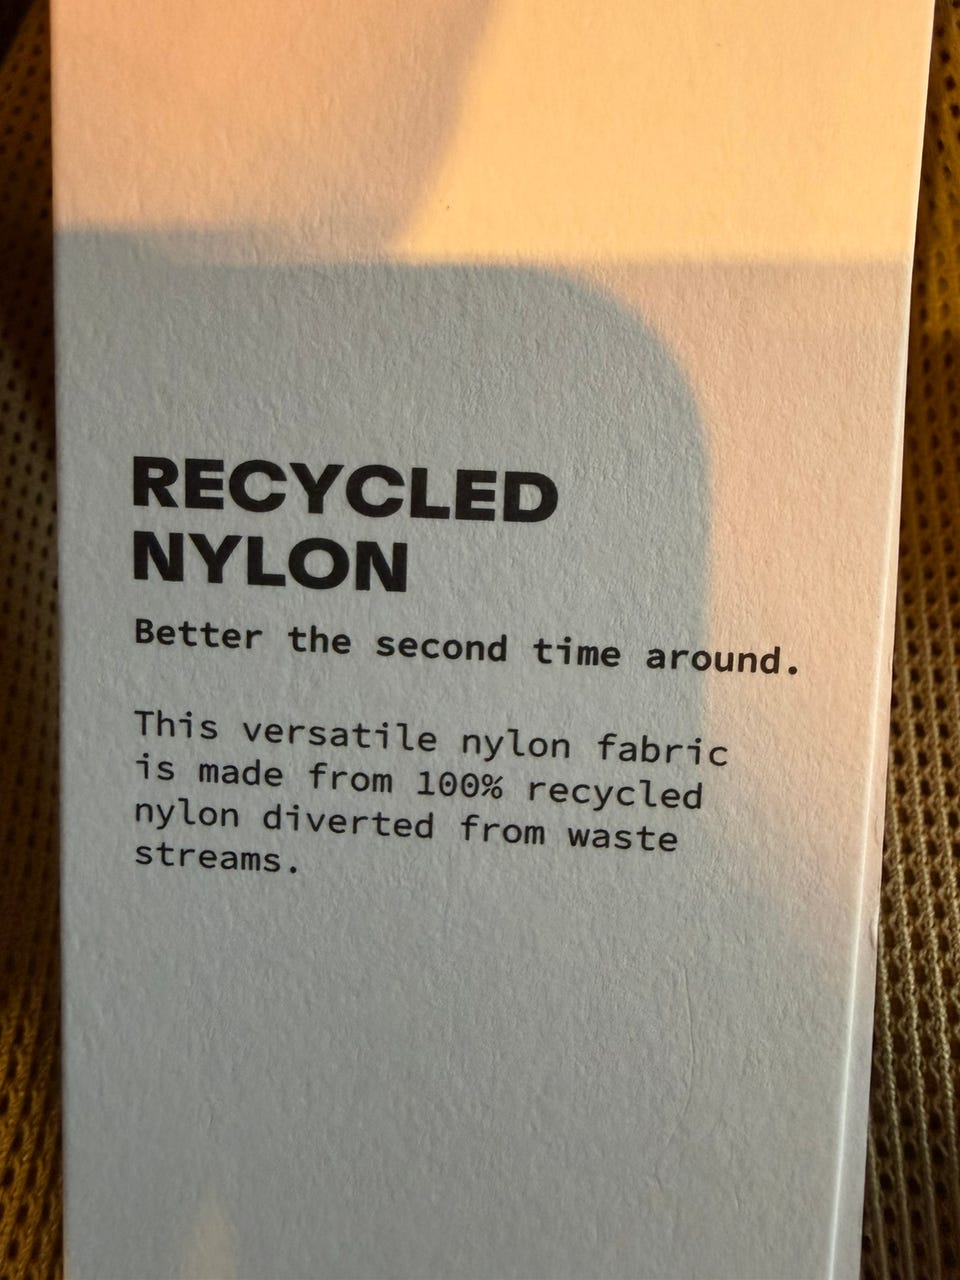 RECYCLED
NYLON
Better the second time around.
This versatile nylon fabric
is made from 100% recycled
nylon diverted from waste
streams.